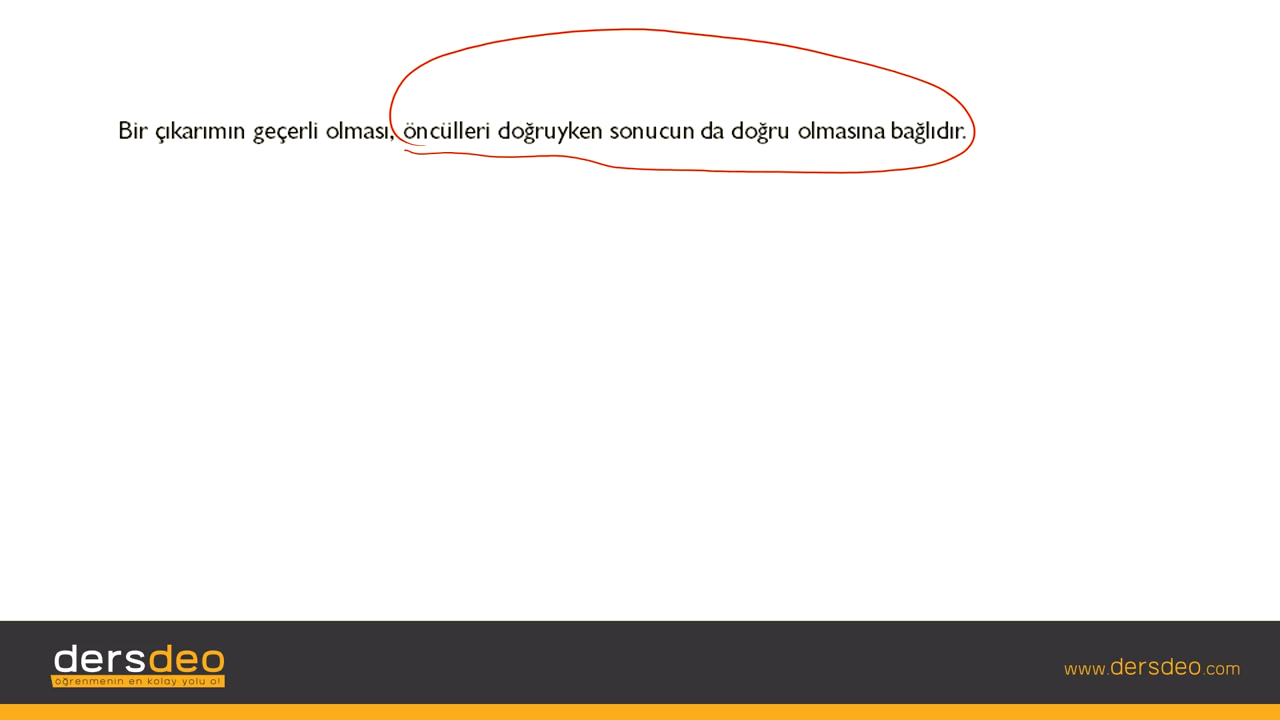 Bir çıkarımın geçerli olması, öncülleri doğruyken sonucun da doğru olmasına bağlıdır.
dersdeo
öğrenmenin en kolay yolu o!
www.dersdeo.com